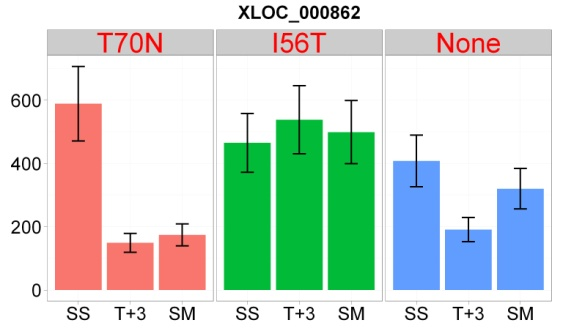 XLOC_000862
T70N I56T None
600
400
200
0
SS T+3 SM SS T+3 SM SS T+3 SM